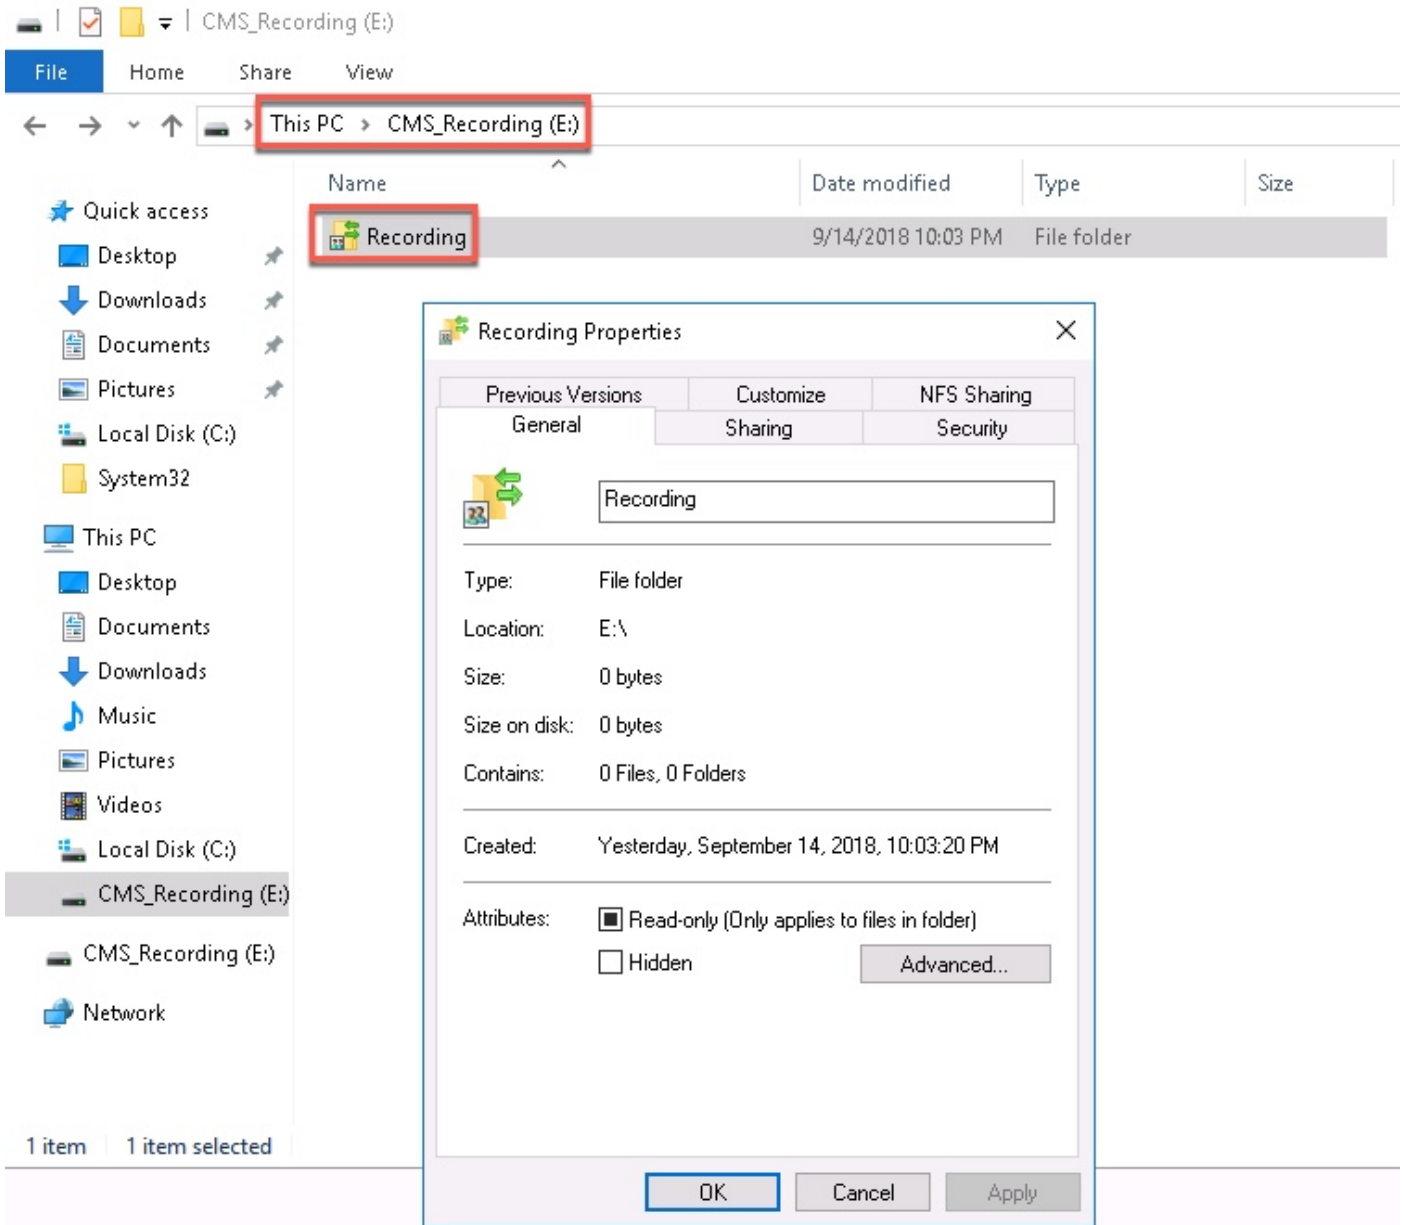 CMS_Recording (E:)
File Home Share View
This PC > CMS_Recording (E:)
Name Date modified Type Size
Recording 9/14/2018 10:03 PM File folder
Quick access
Desktop
Downloads
Documents
Pictures
Local Disk (C:)
System32
This PC
Desktop
Documents
Downloads
Music
Pictures
Videos
Local Disk (C:)
CMS_Recording (E:)
CMS_Recording (E:)
Network
1 item 1 item selected
Recording Properties
Previous Versions Customize NFS Sharing
General Sharing Security
Recording
Type: File folder
Location: E:\
Size: 0 bytes
Size on disk: 0 bytes
Contains: 0 Files, 0 Folders
Created: Yesterday, September 14, 2018, 10:03:20 PM
Attributes: Read-only (Only applies to files in folder)
Hidden Advanced...
OK Cancel Apply